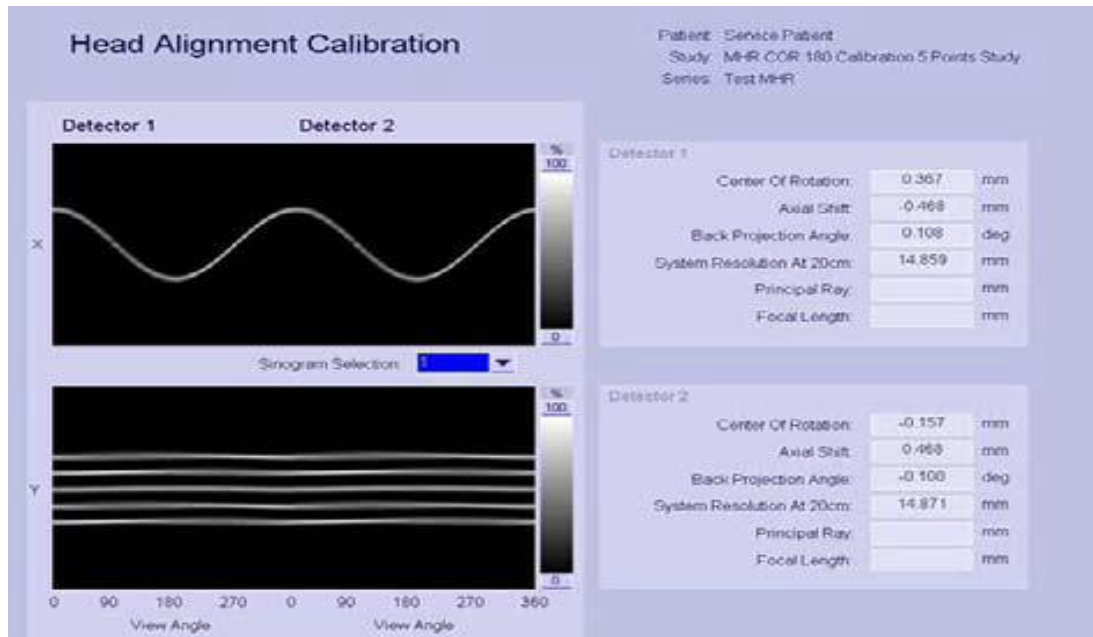 Head Alignment Calibration
Patient: Service Patient
Study: MHR COR 180 Calibration 5 Points Study
Series: Test MHR
Detector 1 Detector 2
%
100
X
0
Sinogram Selection: 1
%
100
Y
0
0 90 180 270 0 90 180 270 360
View Angle View Angle
Detector 1
Center Of Rotation: 0.367 mm
Axial Shift: -0.468 mm
Back Projection Angle: 0.108 deg
System Resolution At 20cm: 14.859 mm
Principal Ray: mm
Focal Length: mm
Detector 2
Center Of Rotation: -0.157 mm
Axial Shift: 0.468 mm
Back Projection Angle: -0.108 deg
System Resolution At 20cm: 14.871 mm
Principal Ray: mm
Focal Length: mm